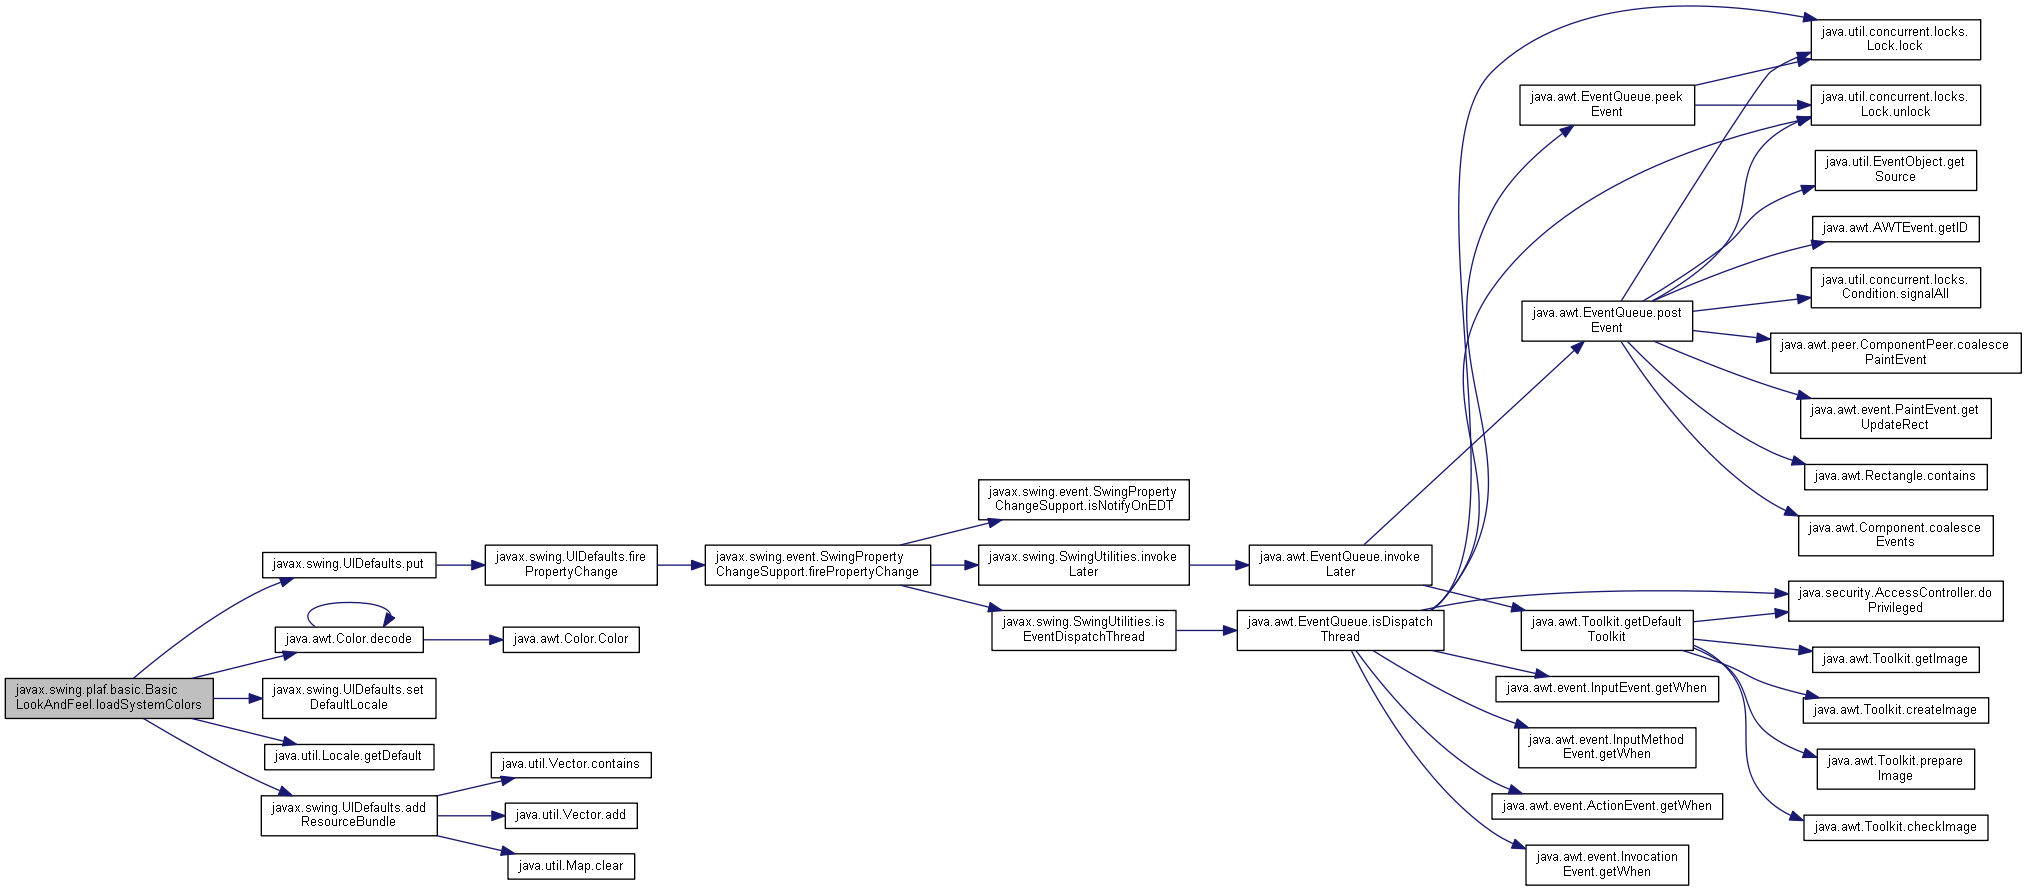 javax.swing.plaf.basic.Basic
LookAndFeel.loadSystemColors
javax.swing.UIDefaults.put
java.awt.Color.decode
javax.swing.UIDefaults.set
DefaultLocale
java.util.Locale.getDefault
javax.swing.UIDefaults.add
ResourceBundle
javax.swing.UIDefaults.fire
PropertyChange
java.awt.Color.Color
java.util.Vector.contains
java.util.Vector.add
java.util.Map.clear
javax.swing.event.SwingProperty
ChangeSupport.firePropertyChange
javax.swing.event.SwingProperty
ChangeSupport.isNotifyOnEDT
javax.swing.SwingUtilities.invoke
Later
javax.swing.SwingUtilities.is
EventDispatchThread
java.awt.EventQueue.invoke
Later
java.awt.EventQueue.isDispatch
Thread
java.awt.EventQueue.peek
Event
java.awt.EventQueue.post
Event
java.awt.Toolkit.getDefault
Toolkit
java.awt.event.InputEvent.getWhen
java.awt.event.InputMethod
Event.getWhen
java.awt.event.ActionEvent.getWhen
java.awt.event.Invocation
Event.getWhen
java.util.concurrent.locks.
Lock.lock
java.util.concurrent.locks.
Lock.unlock
java.util.EventObject.get
Source
java.awt.AWTEvent.getID
java.util.concurrent.locks.
Condition.signalAll
java.awt.peer.ComponentPeer.coalesce
PaintEvent
java.awt.event.PaintEvent.get
UpdateRect
java.awt.Rectangle.contains
java.awt.Component.coalesce
Events
java.security.AccessController.do
Privileged
java.awt.Toolkit.getImage
java.awt.Toolkit.createImage
java.awt.Toolkit.prepare
Image
java.awt.Toolkit.checkImage